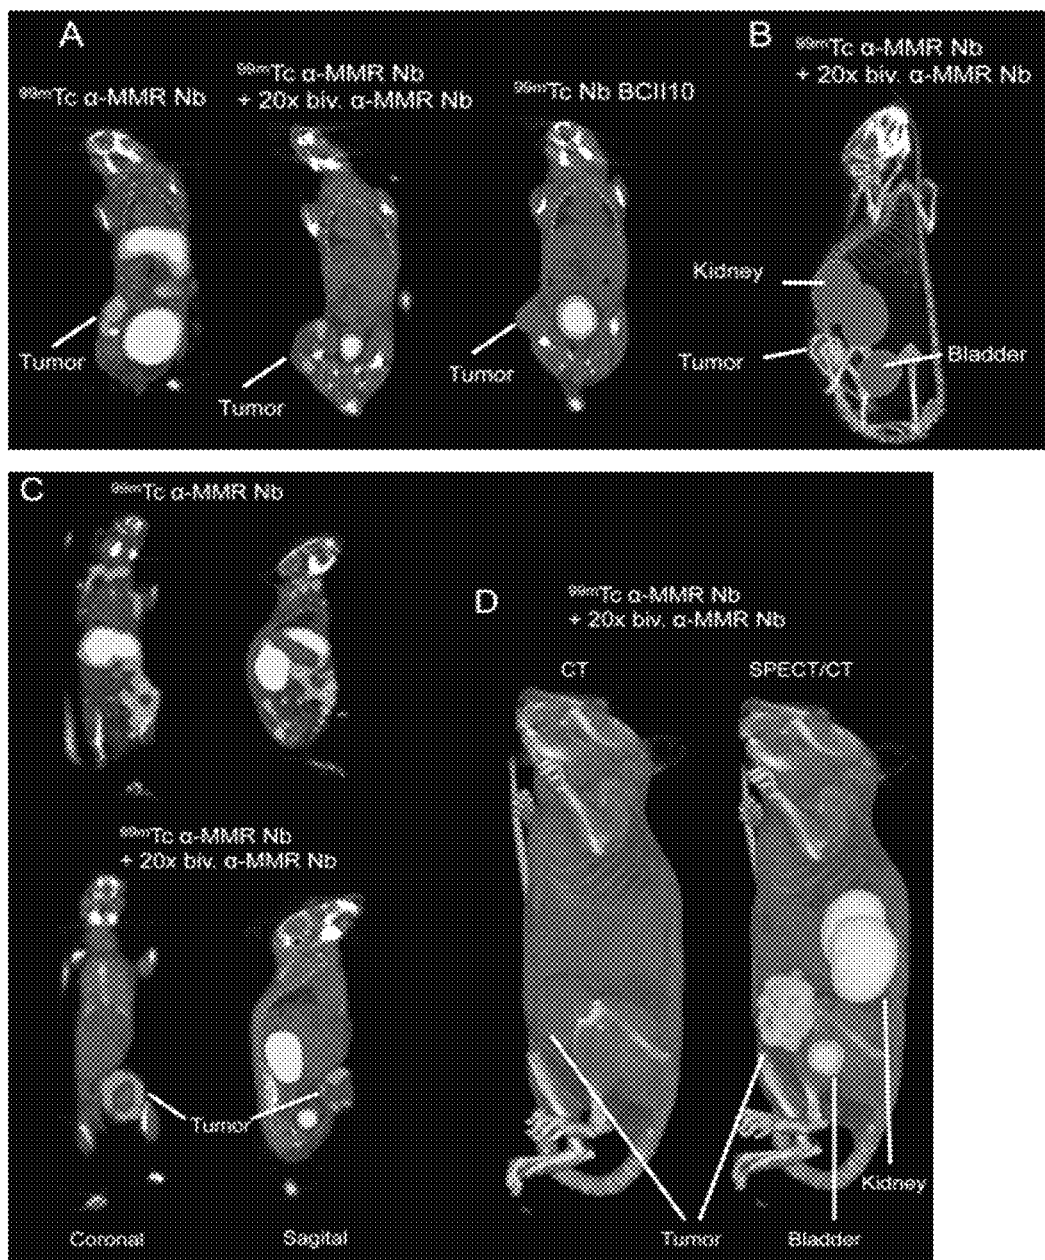 A
⁹⁹ᵐTc α-MMR Nb
⁹⁹ᵐTc α-MMR Nb
+ 20x biv. α-MMR Nb
⁹⁹ᵐTc Nb BCII10
Tumor
Tumor
Tumor
B
⁹⁹ᵐTc α-MMR Nb
+ 20x biv. α-MMR Nb
Kidney
Tumor
Bladder
C
⁹⁹ᵐTc α-MMR Nb
⁹⁹ᵐTc α-MMR Nb
+ 20x biv. α-MMR Nb
Tumor
Coronal
Sagital
D
⁹⁹ᵐTc α-MMR Nb
+ 20x biv. α-MMR Nb
CT
SPECT/CT
Kidney
Tumor
Bladder